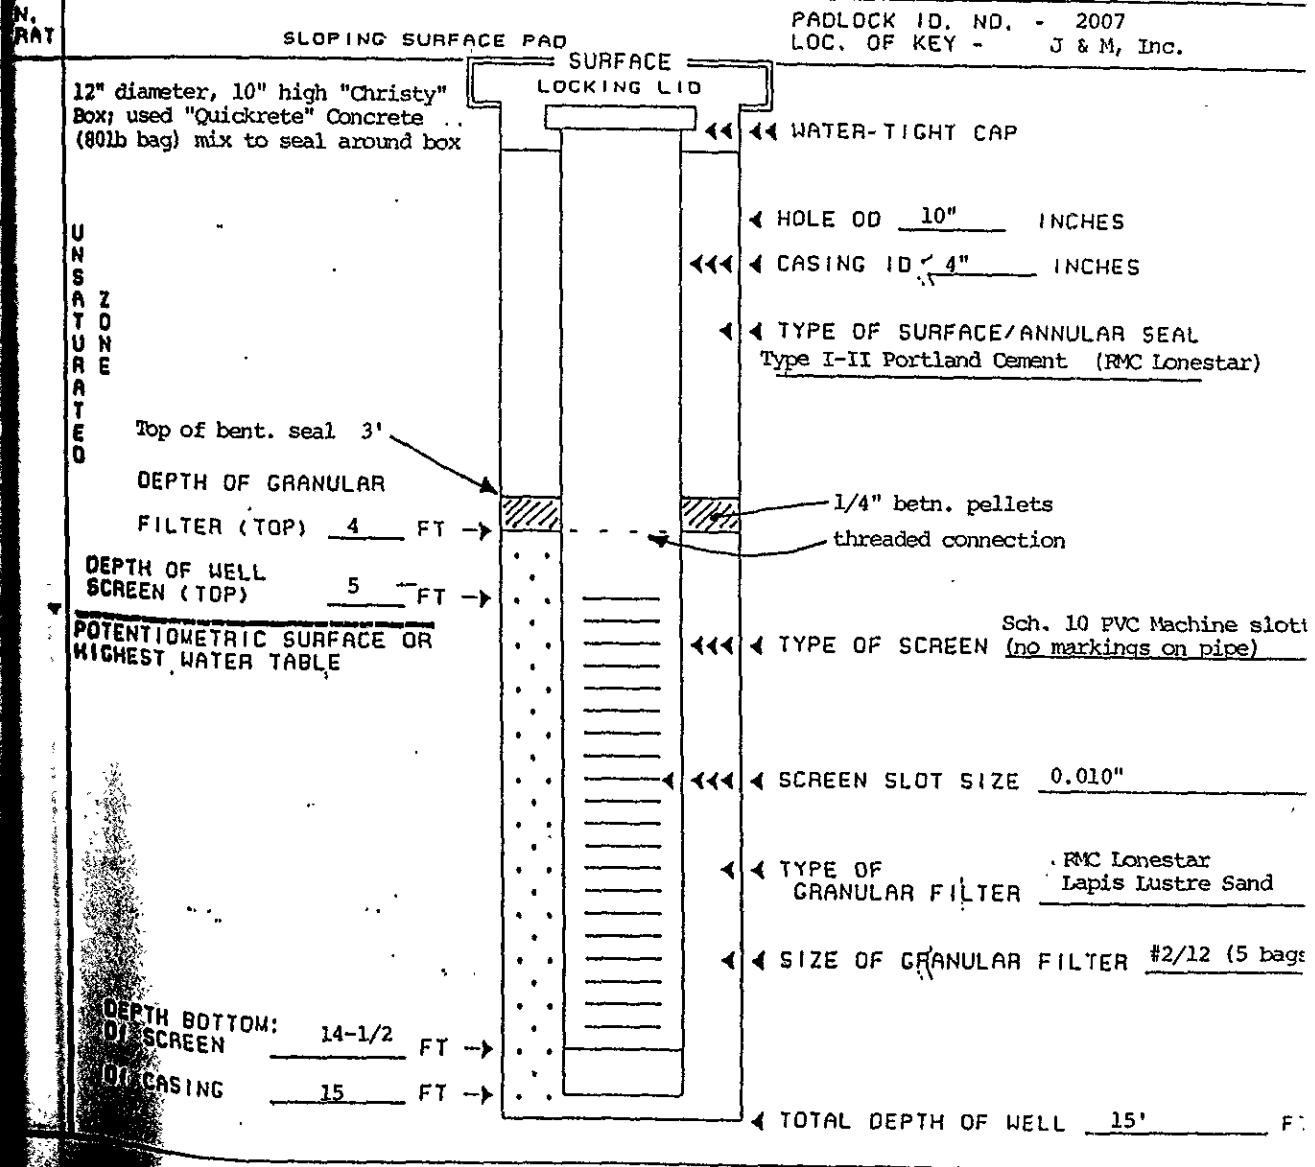 N.
RAT
SLOPING SURFACE PAD
PADLOCK ID. NO. - 2007
LOC. OF KEY - J & M, Inc.
SURFACE
LOCKING LID
12" diameter, 10" high "Christy"
Box; used "Quickrete" Concrete
(80lb bag) mix to seal around box
WATER-TIGHT CAP
HOLE OD 10" INCHES
CASING ID 4" INCHES
UNSATURATED
ZONE
TYPE OF SURFACE/ANNULAR SEAL
Type I-II Portland Cement (RMC Lonestar)
Top of bent. seal 3'
DEPTH OF GRANULAR
FILTER (TOP) 4 FT
1/4" betn. pellets
threaded connection
DEPTH OF WELL
SCREEN (TOP) 5 FT
POTENTIOMETRIC SURFACE OR
HIGHEST WATER TABLE
Sch. 10 PVC Machine slott
TYPE OF SCREEN (no markings on pipe)
SCREEN SLOT SIZE 0.010"
TYPE OF
GRANULAR FILTER
RMC Lonestar
Lapis Lustre Sand
SIZE OF GRANULAR FILTER #2/12 (5 bags
DEPTH BOTTOM:
OF SCREEN 14-1/2 FT
OF CASING 15 FT
TOTAL DEPTH OF WELL 15' F